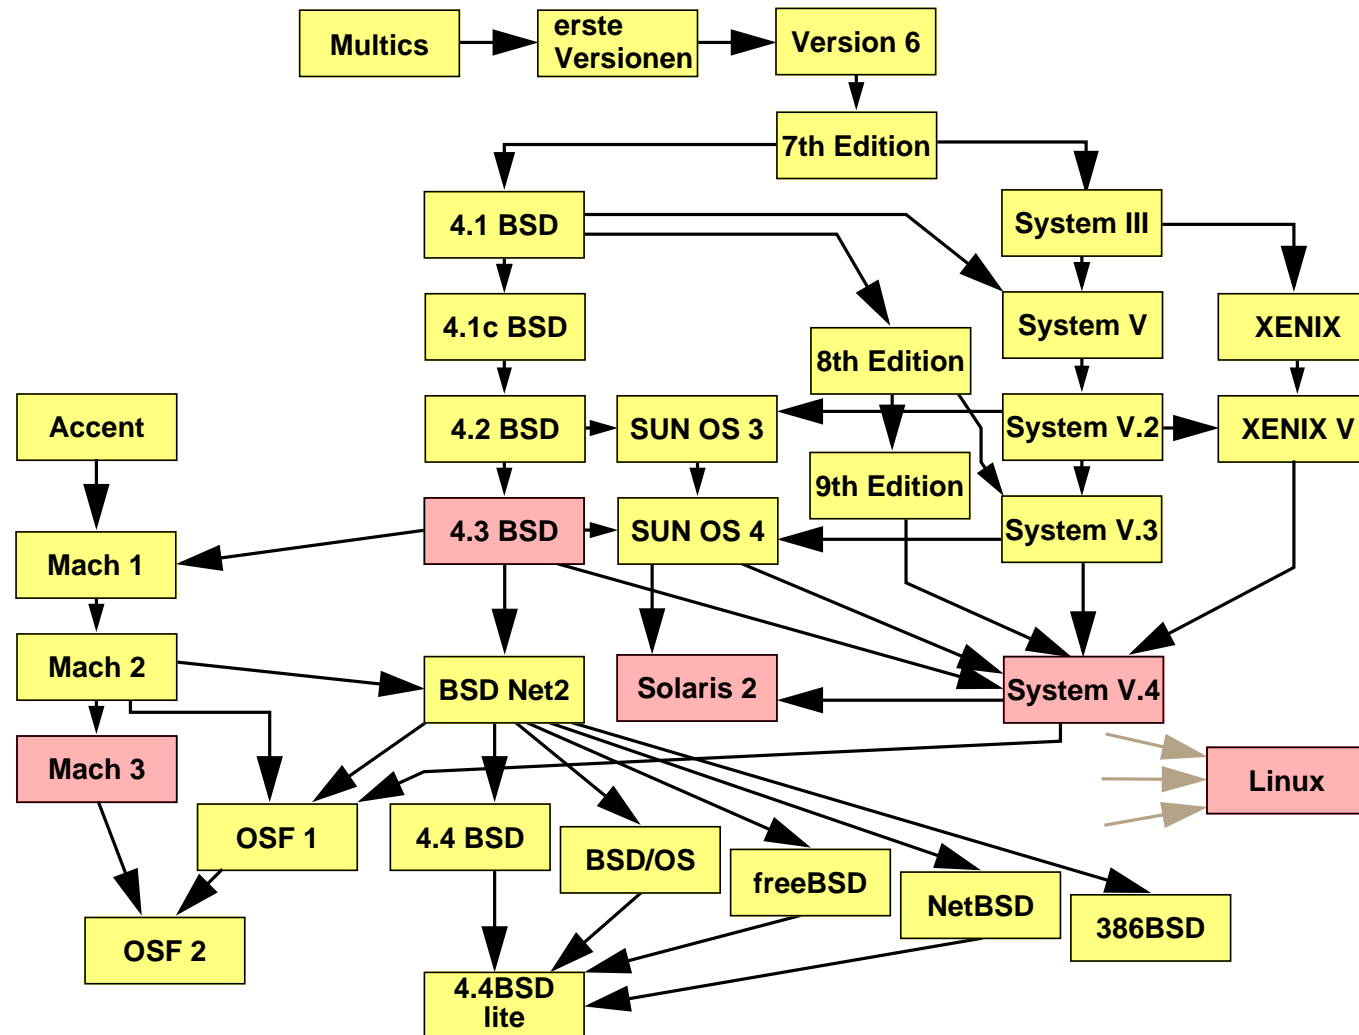 Multics
erste
Versionen
Version 6
7th Edition
4.1 BSD
System III
4.1c BSD
System V
XENIX
8th Edition
Accent
4.2 BSD
SUN OS 3
System V.2
XENIX V
9th Edition
4.3 BSD
SUN OS 4
System V.3
Mach 1
Mach 2
BSD Net2
Solaris 2
System V.4
Mach 3
Linux
OSF 1
4.4 BSD
BSD/OS
freeBSD
NetBSD
386BSD
OSF 2
4.4BSD
lite